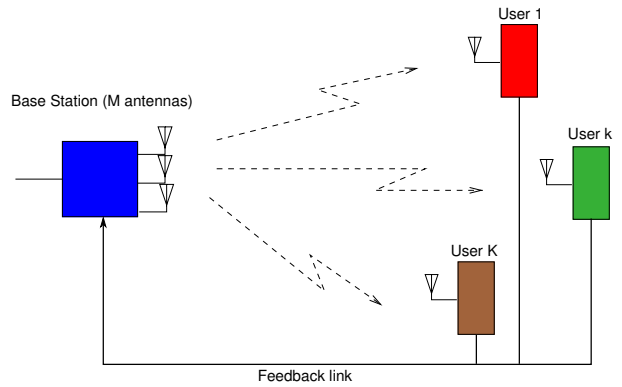 User 1
Base Station (M antennas)
User k
User K
Feedback link